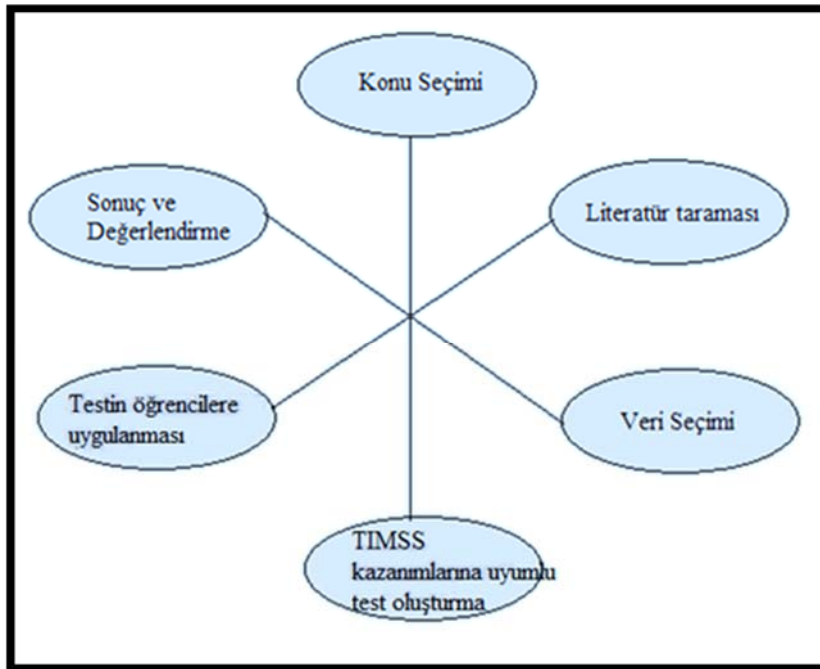 Konu Seçimi
Literatür taraması
Veri Seçimi
TIMSS
kazanımlarına uyumlu
test oluşturma
Testin öğrencilere
uygulanması
Sonuç ve
Değerlendirme